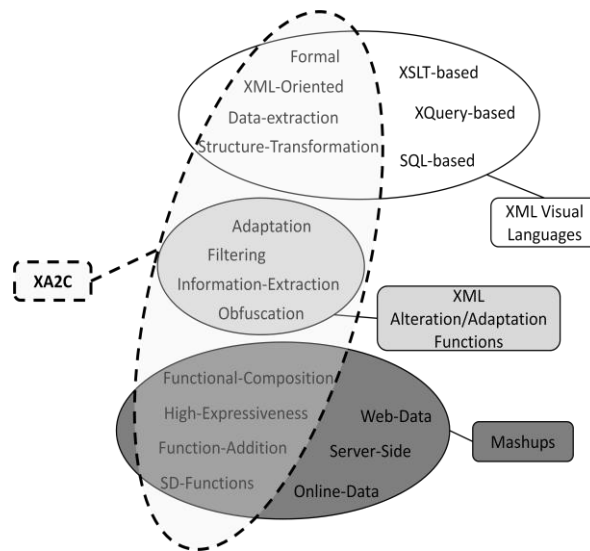 Formal
XML-Oriented
Data-extraction
Structure-Transformation
XSLT-based
XQuery-based
SQL-based
XML Visual
Languages
Adaptation
Filtering
Information-Extraction
Obfuscation
XA2C
XML
Alteration/Adaptation
Functions
Functional-Composition
High-Expressiveness
Function-Addition
SD-Functions
Web-Data
Server-Side
Online-Data
Mashups